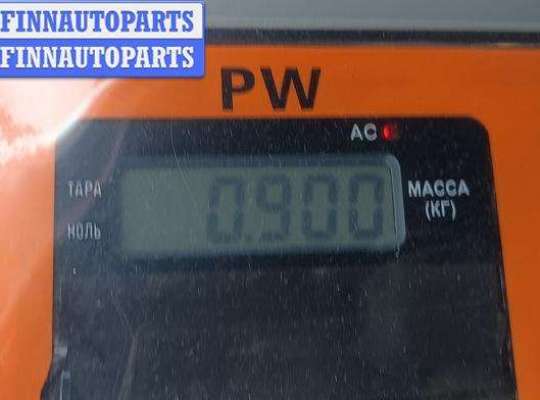 FINNAUTOPARTS
FINNAUTOPARTS
PW
AC
ТАРА
0.900
МАССА
(КГ)
НОЛЬ